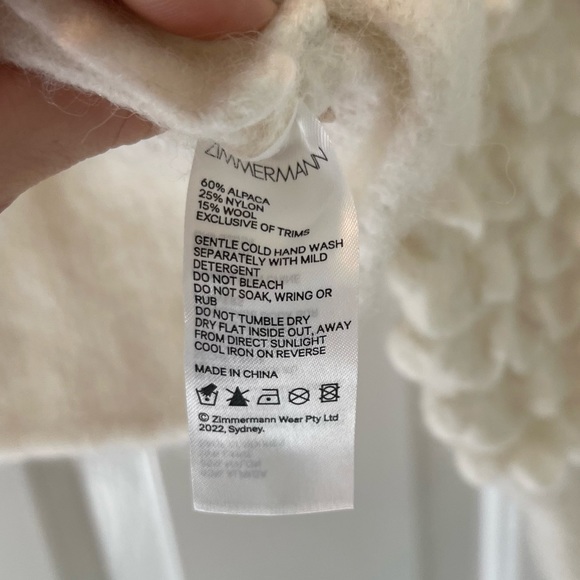 ZIMMERMANN
60% ALPACA
25% NYLON
15% WOOL
EXCLUSIVE OF TRIMS
GENTLE COLD HAND WASH
SEPARATELY WITH MILD
DETERGENT
DO NOT BLEACH
DO NOT SOAK, WRING OR
RUB
DO NOT TUMBLE DRY
DRY FLAT INSIDE OUT, AWAY
FROM DIRECT SUNLIGHT
COOL IRON ON REVERSE
MADE IN CHINA
© Zimmermann Wear Pty Ltd
2022, Sydney.